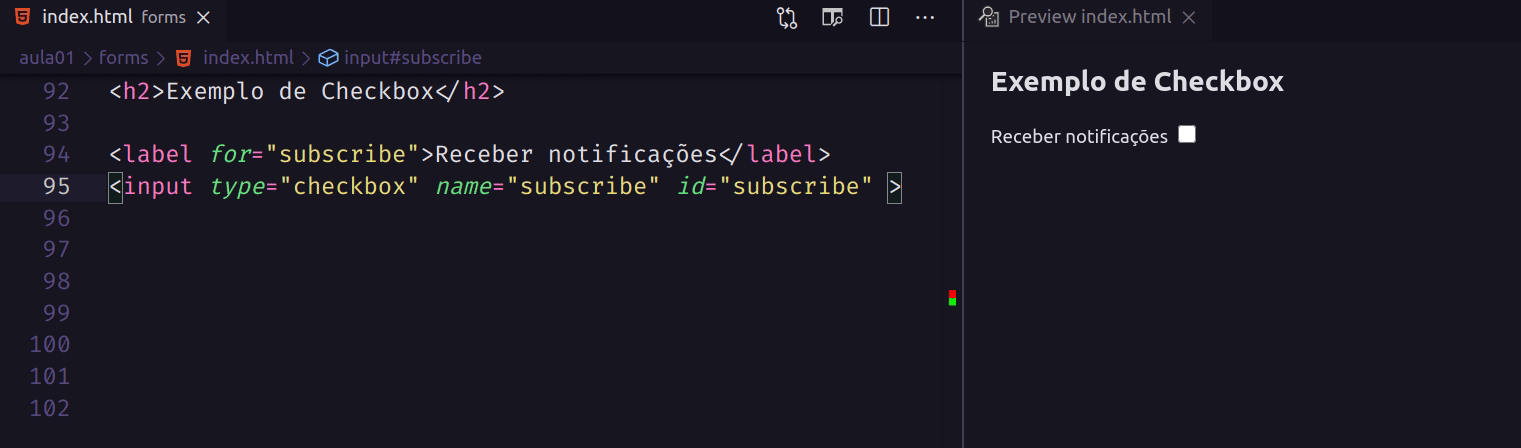 index.html forms
aula01 > forms > index.html > input#subscribe
92 <h2>Exemplo de Checkbox</h2>
93
94 <label for="subscribe">Receber notificações</label>
95 <input type="checkbox" name="subscribe" id="subscribe" >
96
97
98
99
100
101
102
Preview index.html
Exemplo de Checkbox
Receber notificações